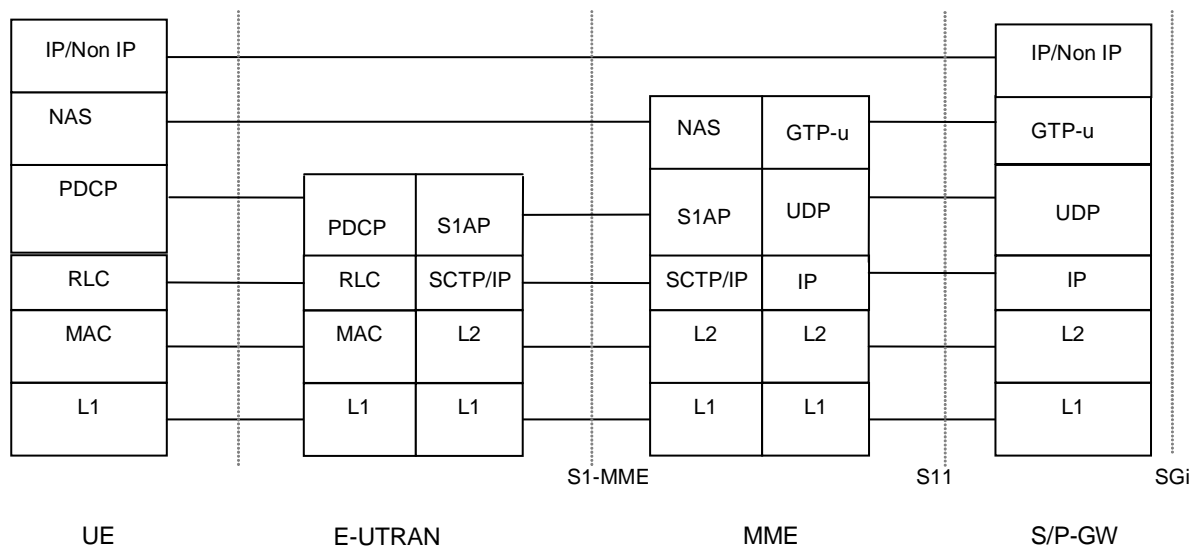 IP/Non IP
IP/Non IP
NAS
NAS
GTP-u
GTP-u
PDCP
PDCP
S1AP
S1AP
UDP
UDP
RLC
RLC
SCTP/IP
SCTP/IP
IP
IP
MAC
MAC
L2
L2
L2
L2
L1
L1
L1
L1
L1
L1
S1-MME
S11
SGi
UE
E-UTRAN
MME
S/P-GW